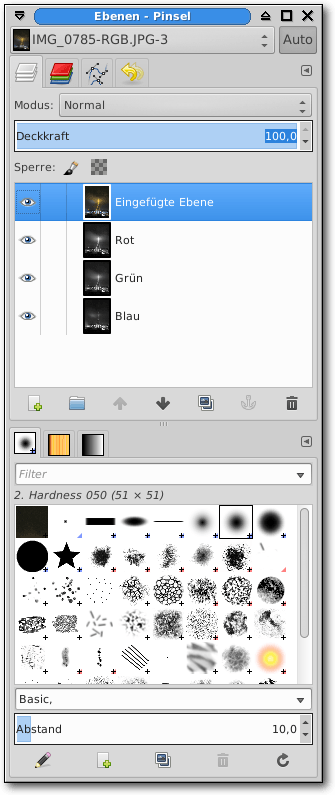 Ebenen - Pinsel
IMG_0785-RGB.JPG-3
Auto
Modus: Normal
Deckkraft 100,0
Sperre:
Eingefügte Ebene
Rot
Grün
Blau
Filter
2. Hardness 050 (51 × 51)
Basic,
Abstand 10,0